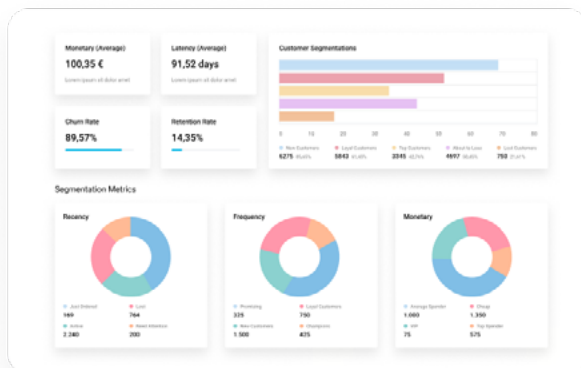 Monetary (Average)
100,35 €
Lorem ipsum sit dolor amet
Latency (Average)
91,52 days
Lorem ipsum sit dolor amet
Churn Rate
89,57%
Retention Rate
14,35%
Customer Segmentations
0 10 20 30 40 50 60 70 80
New Customers Loyal Customers Top Customers About to Lose Lost Customers
6275 5843 3345 4697 750
Segmentation Metrics
Recency
Just Ordered Lost
169 764
Active Needs Attention
2.240 200
Frequency
Promising Loyal Customers
325 750
New Customers Champions
1.500 425
Monetary
Average Spender Cheap
1.000 1.350
VIP Top Spender
75 575